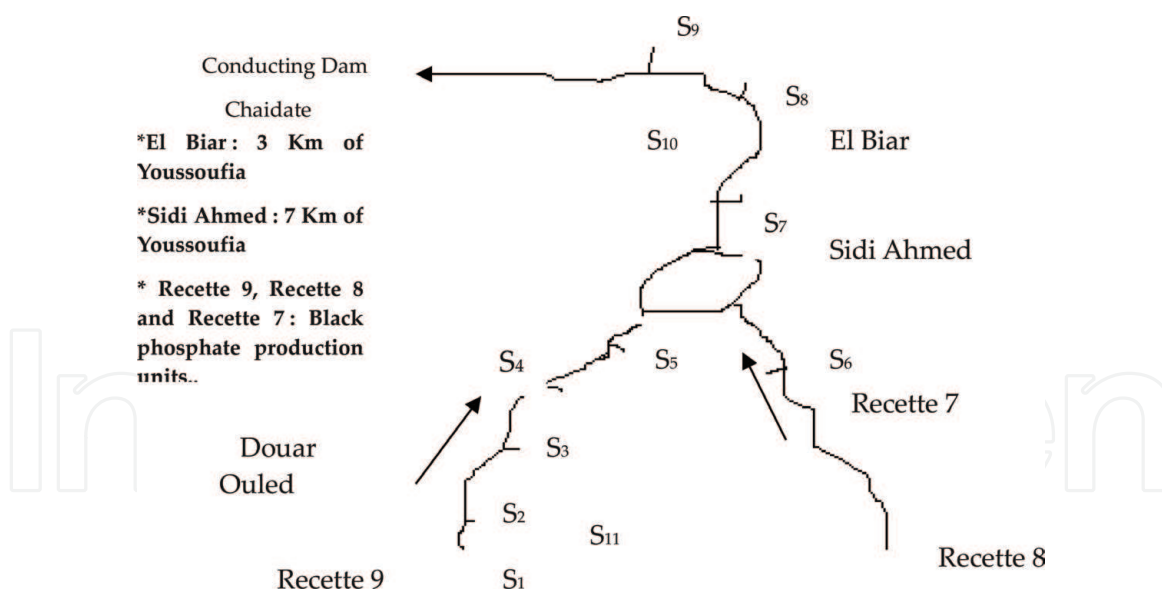 S9
Conducting Dam
Chaidate
S8
*El Biar : 3 Km of
Youssoufia
S10
El Biar
*Sidi Ahmed : 7 Km of
Youssoufia
S7
Sidi Ahmed
* Recette 9, Recette 8
and Recette 7 : Black
phosphate production
units..
S4
S5
S6
Recette 7
Douar
Ouled
S3
S2
S11
Recette 9
S1
Recette 8